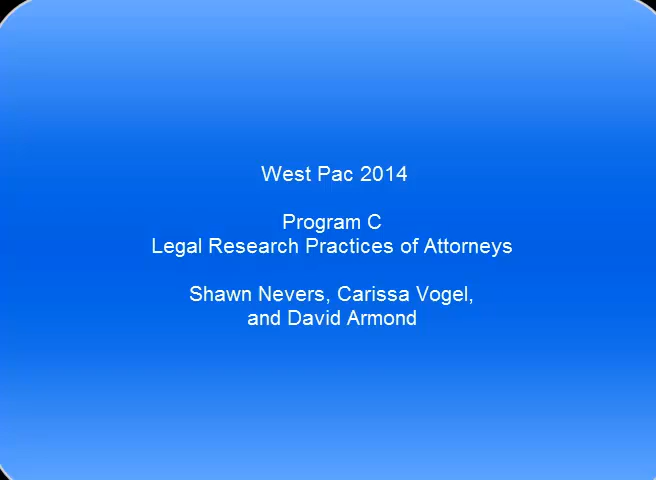 West Pac 2014
Program C
Legal Research Practices of Attorneys
Shawn Nevers, Carissa Vogel,
and David Armond